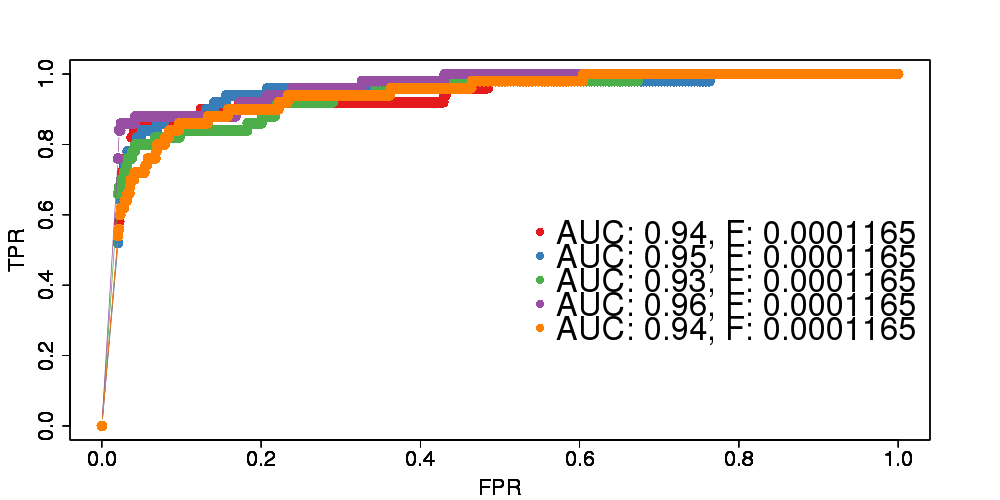 TPR
1.0
0.8
0.6
0.4
0.2
0.0
AUC: 0.94, F: 0.0001165
AUC: 0.95, F: 0.0001165
AUC: 0.93, F: 0.0001165
AUC: 0.96, F: 0.0001165
AUC: 0.94, F: 0.0001165
0.0 0.2 0.4 0.6 0.8 1.0
FPR